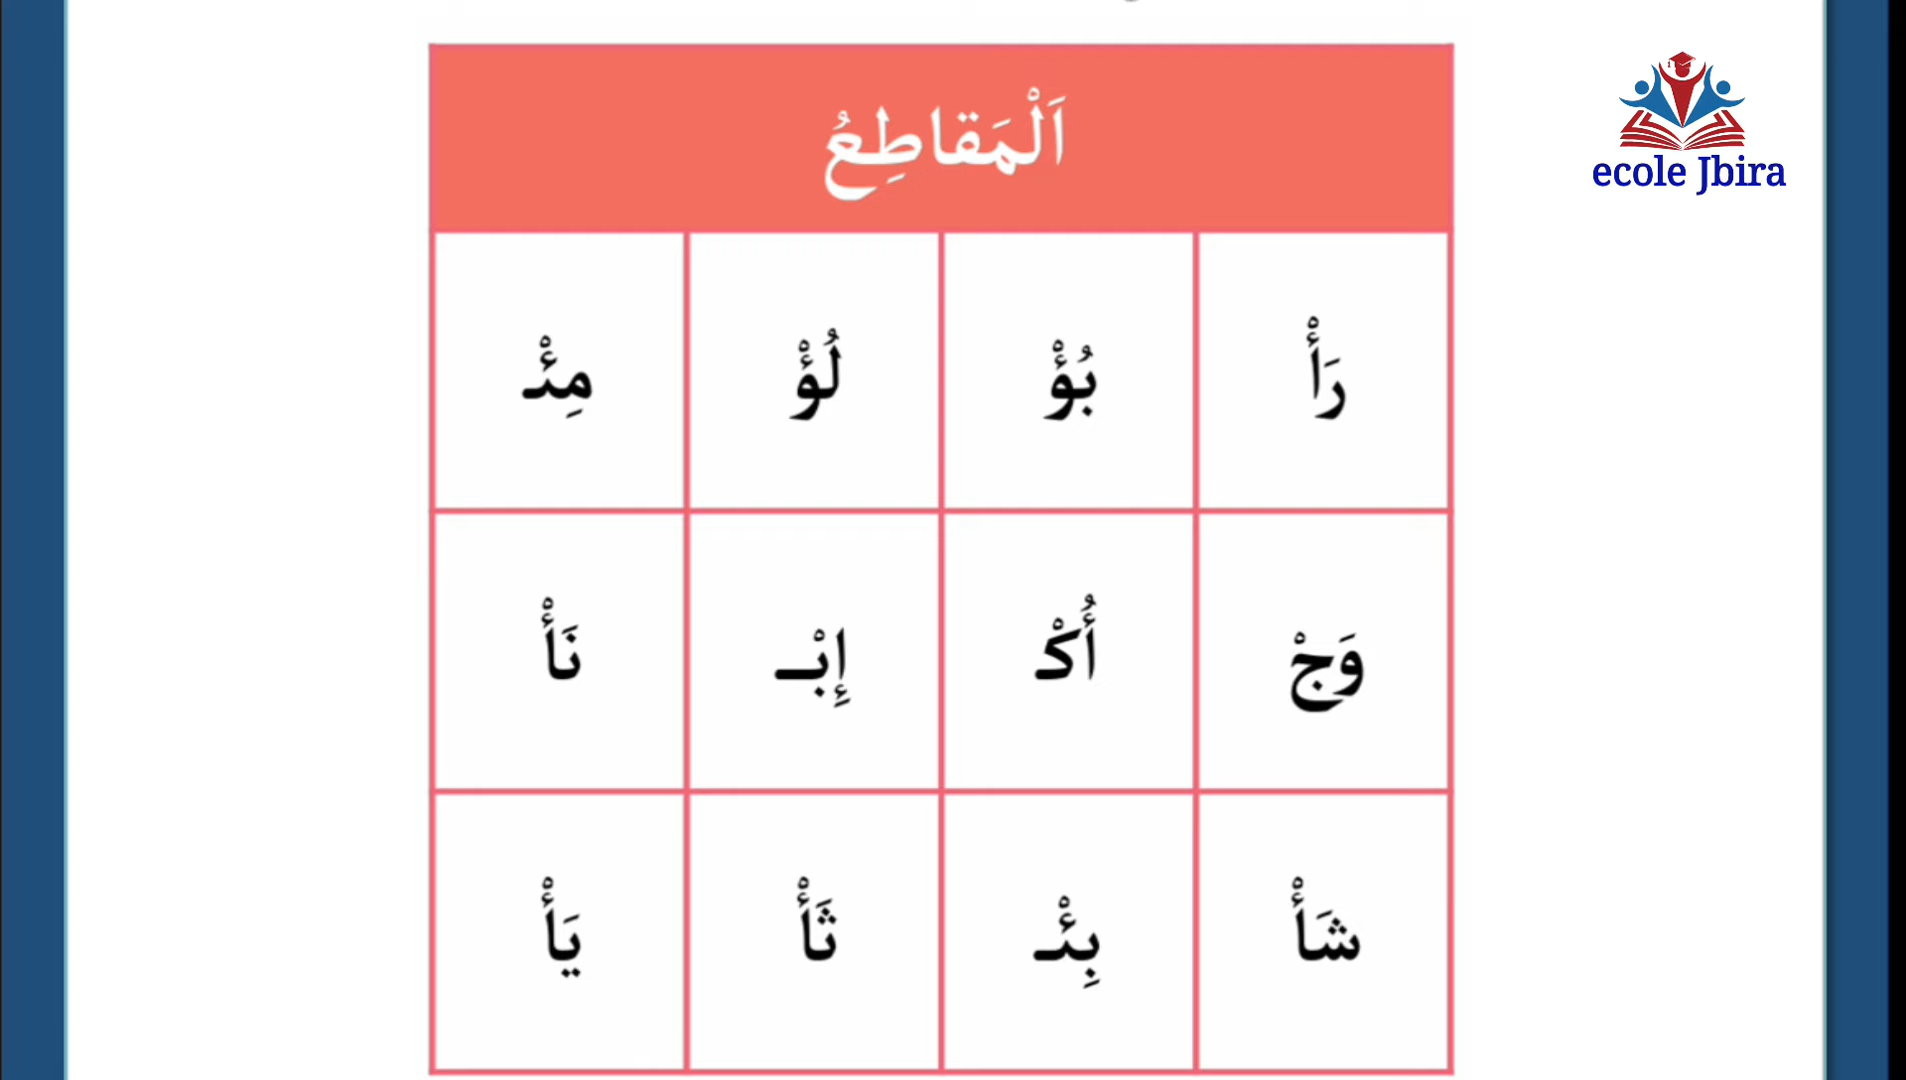 اَلْمَقاطِعُ
رَأْ بُؤْ لُؤْ مِئْـ
وَجْ أُكْـ إِبْـ نَأْ
شَأْ بِئْـ ثَأْ يَأْ
ecole Jbira